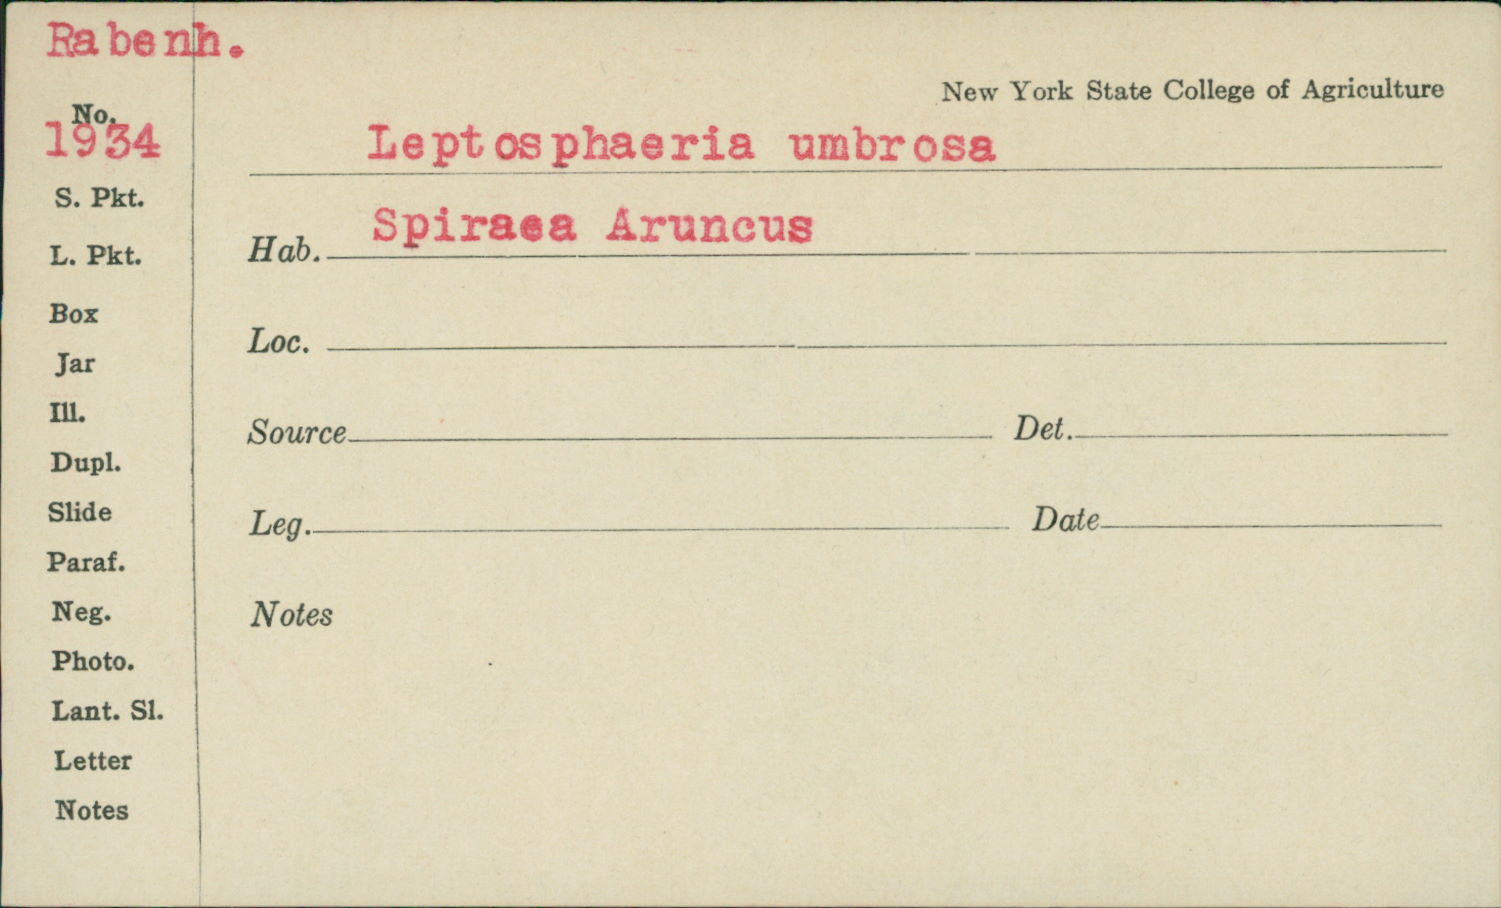 Rabenh.
New York State College of Agriculture
No.
1934
Leptosphaeria umbrosa
S. Pkt.
Hab. Spiraea Aruncus
L. Pkt.
Box
Loc.
Jar
Ill.
Source Det.
Dupl.
Slide
Leg. Date
Paraf.
Neg.
Notes
Photo.
Lant. Sl.
Letter
Notes